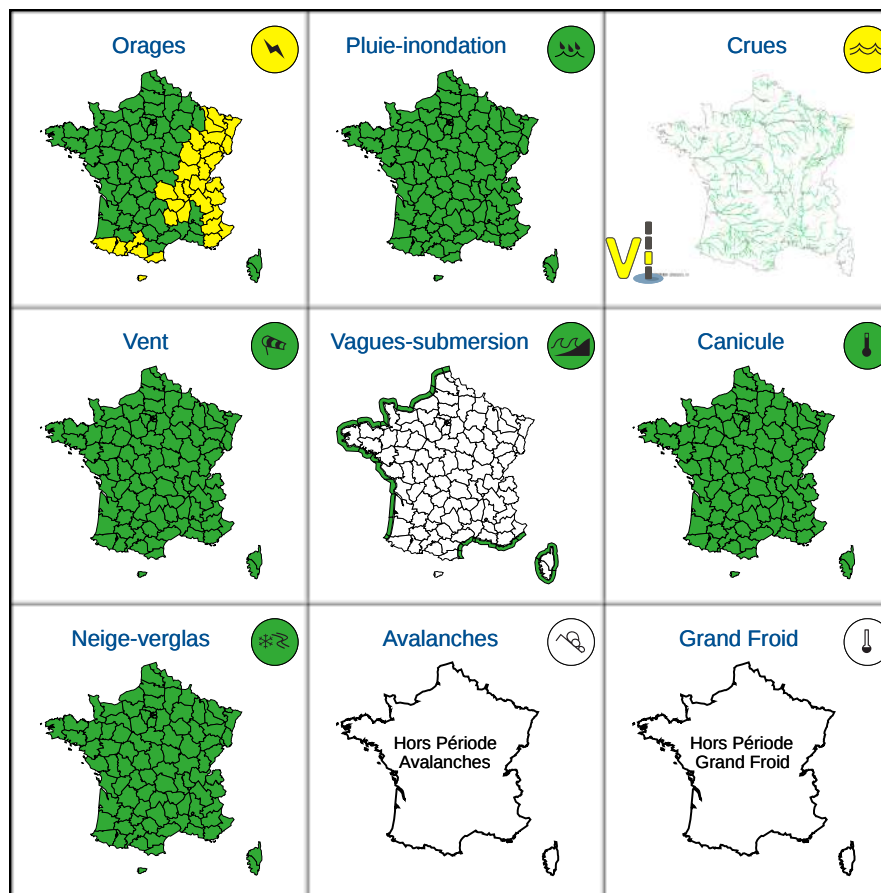 Orages
Pluie-inondation
Crues
Vi
Vent
Vagues-submersion
Canicule
Neige-verglas
Avalanches
Grand Froid
Hors Période
Avalanches
Hors Période
Grand Froid